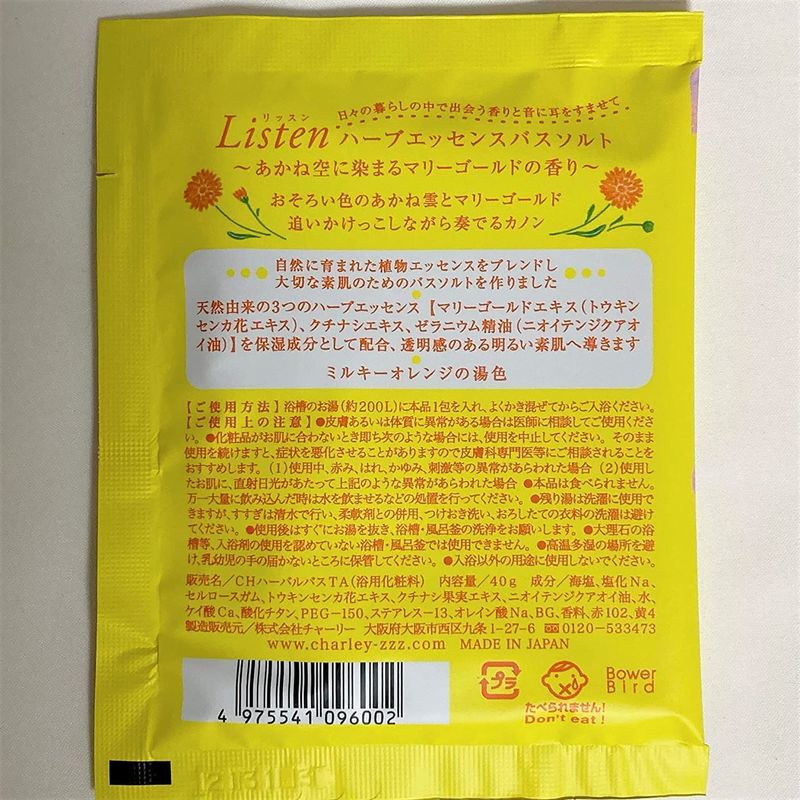 日々の暮らしの中で出会う香りと音に耳をすませて
リッスン
Listen ハーブエッセンスバスソルト
～あかね空に染まるマリーゴールドの香り～
おそろい色のあかね雲とマリーゴールド
追いかけっこしながら奏でるカノン
自然に育まれた植物エッセンスをブレンドし
大切な素肌のためのバスソルトを作りました
天然由来の3つのハーブエッセンス【マリーゴールドエキス(トウキン
センカ花エキス)、クチナシエキス、ゼラニウム精油(ニオイテンジクアオ
イ油)】を保湿成分として配合、透明感のある明るい素肌へ導きます
ミルキーオレンジの湯色
【ご使用方法】浴槽のお湯(約200L)に本品1包を入れ、よくかき混ぜてからご入浴ください。
【ご使用上の注意】●皮膚あるいは体質に異常がある場合は医師に相談してご使用くださ
い。●化粧品がお肌に合わないとき即ち次のような場合には、使用を中止してください。そのまま
使用を続けますと、症状を悪化させることがありますので皮膚科専門医等にご相談されることを
おすすめします。(1)使用中、赤み、はれ、かゆみ、刺激等の異常があらわれた場合 (2)使用し
たお肌に、直射日光があたって上記のような異常があらわれた場合 ●本品は食べられません。
万一大量に飲み込んだ時は水を飲ませるなどの処置を行ってください。●残り湯は洗濯に使用で
きますが、すすぎは清水で行い、柔軟剤との併用、つけおき洗い、おろしたての衣料の洗濯は避け
てください。●使用後はすぐにお湯を抜き、浴槽・風呂釜の洗浄をお願いします。●大理石の浴
槽等、入浴剤の使用を認めていない浴槽・風呂釜では使用できません。●高温多湿の場所を避
け、乳幼児の手の届かないところに保管してください。●入浴以外の用途に使用しないでください。
販売名／CHハーバルバスTA(浴用化粧料) 内容量／40g 成分／海塩、塩化Na、
セルロースガム、トウキンセンカ花エキス、クチナシ果実エキス、ニオイテンジクアオイ油、水、
ケイ酸Ca、酸化チタン、PEG-150、ステアレス-13、オレイン酸Na、BG、香料、赤102、黄4
製造販売元／株式会社チャーリー 大阪府大阪市西区九条1-27-6 0120-533473
www.charley-zzz.com MADE IN JAPAN
4 975541 096002
プラ
たべられません!
Don't eat!
Bower
Bird